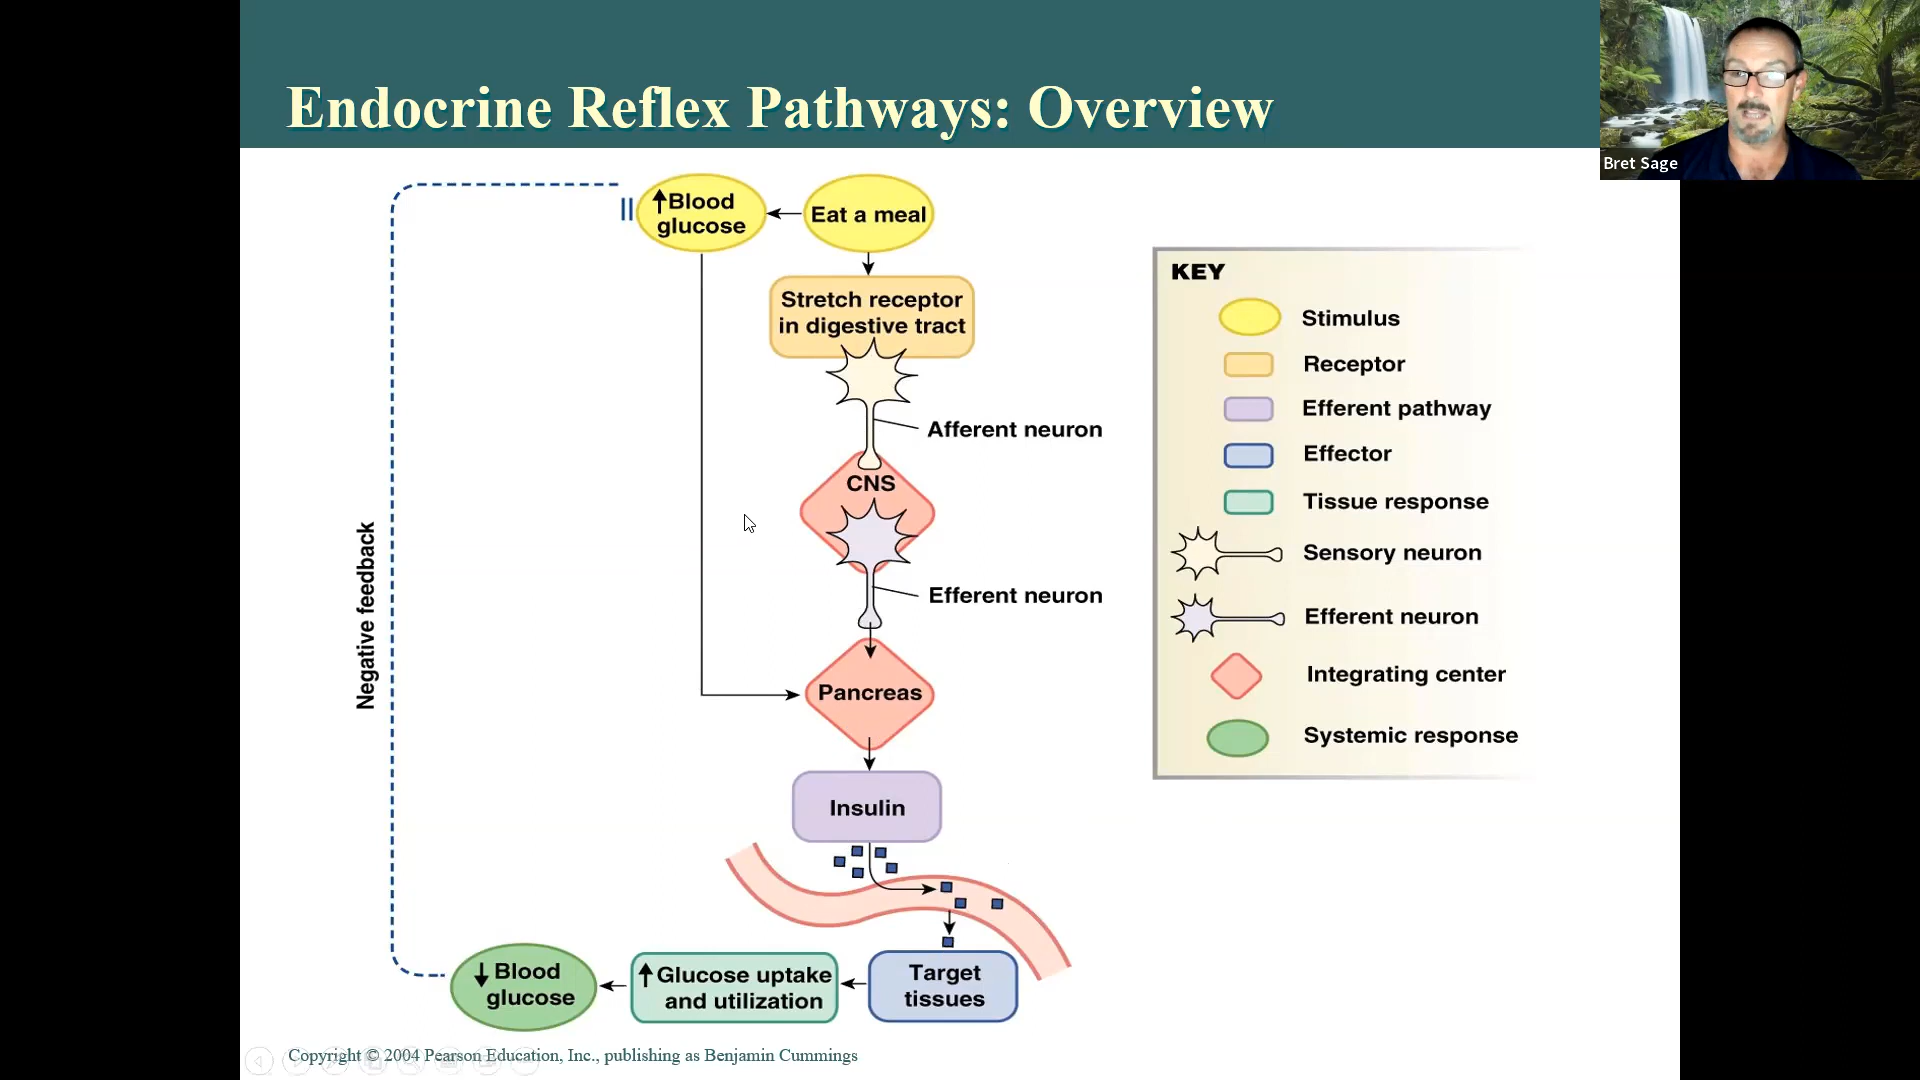 Endocrine Reflex Pathways: Overview
Bret Sage
↑Blood
glucose
Eat a meal
Stretch receptor
in digestive tract
Afferent neuron
CNS
Efferent neuron
Pancreas
Insulin
Target
tissues
↑Glucose uptake
and utilization
↓Blood
glucose
Negative feedback
KEY
Stimulus
Receptor
Efferent pathway
Effector
Tissue response
Sensory neuron
Efferent neuron
Integrating center
Systemic response
Copyright © 2004 Pearson Education, Inc., publishing as Benjamin Cummings